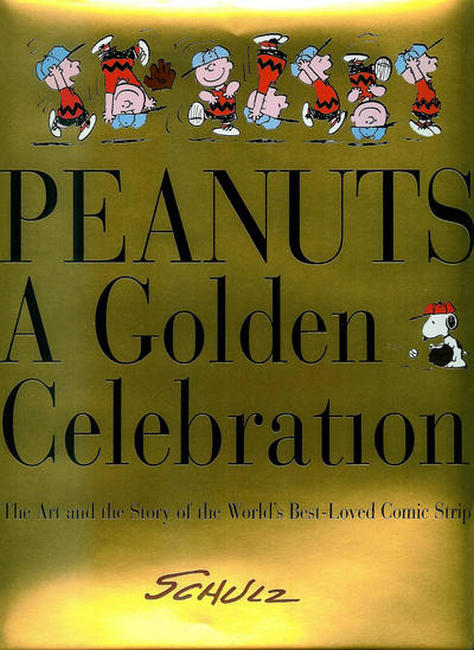 PEANUTS
A Golden
Celebration
The Art and the Story of the World's Best-Loved Comic Strip
SCHULZ